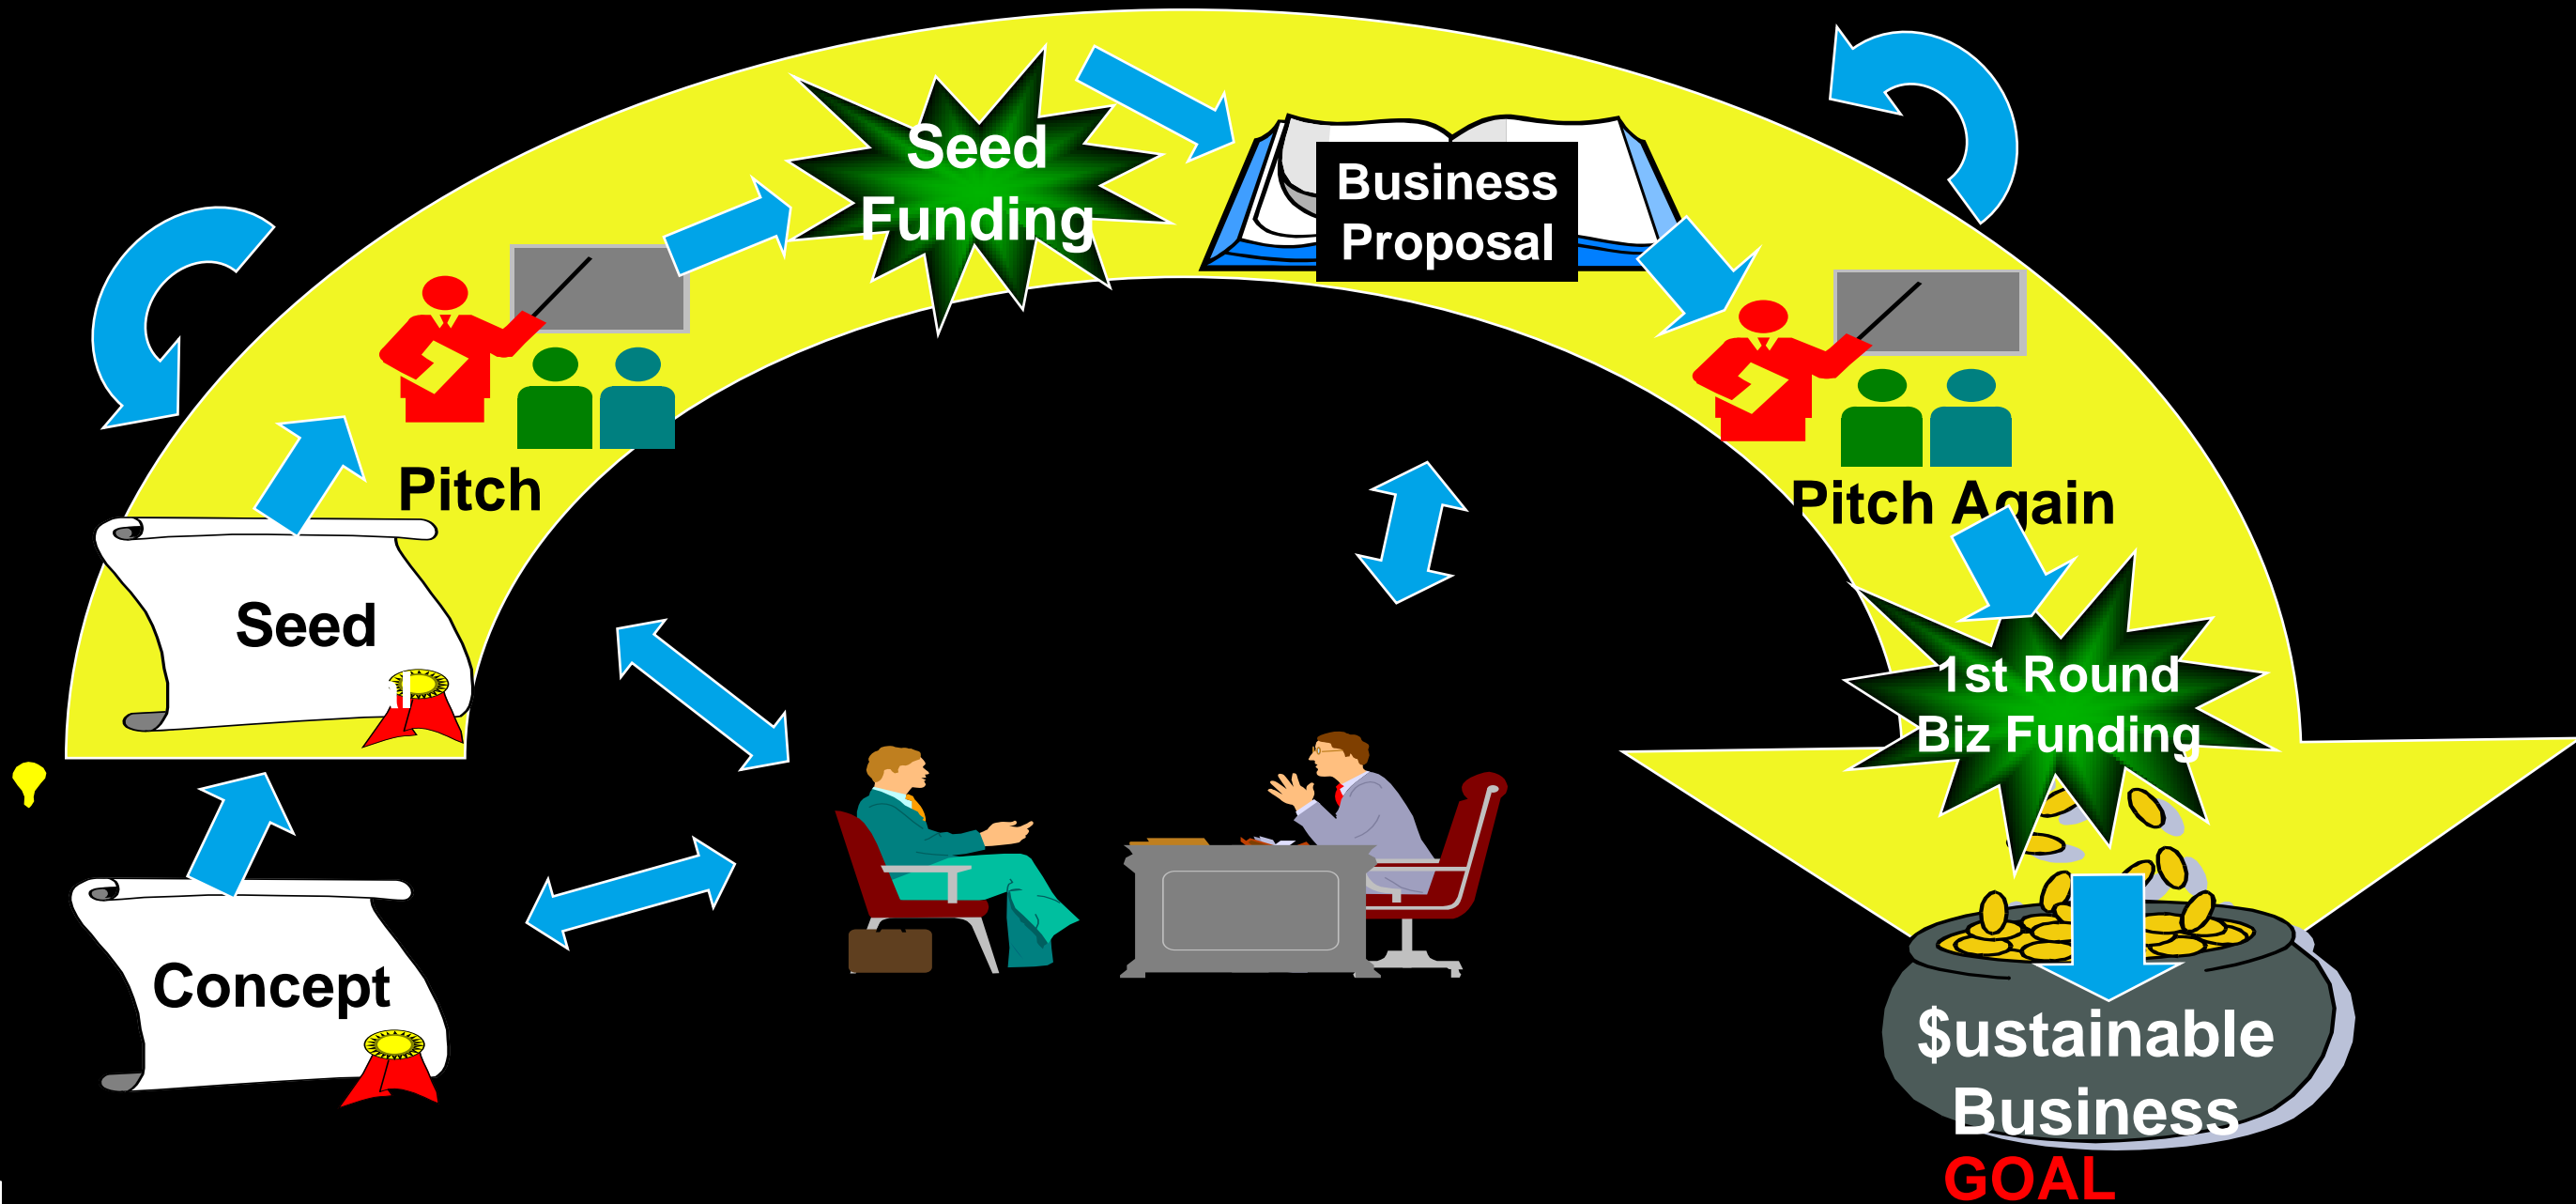 Seed
Funding
Business
Proposal
Pitch
Pitch Again
Seed
l
1st Round
Biz Funding
Concept
$ustainable
Business
GOAL